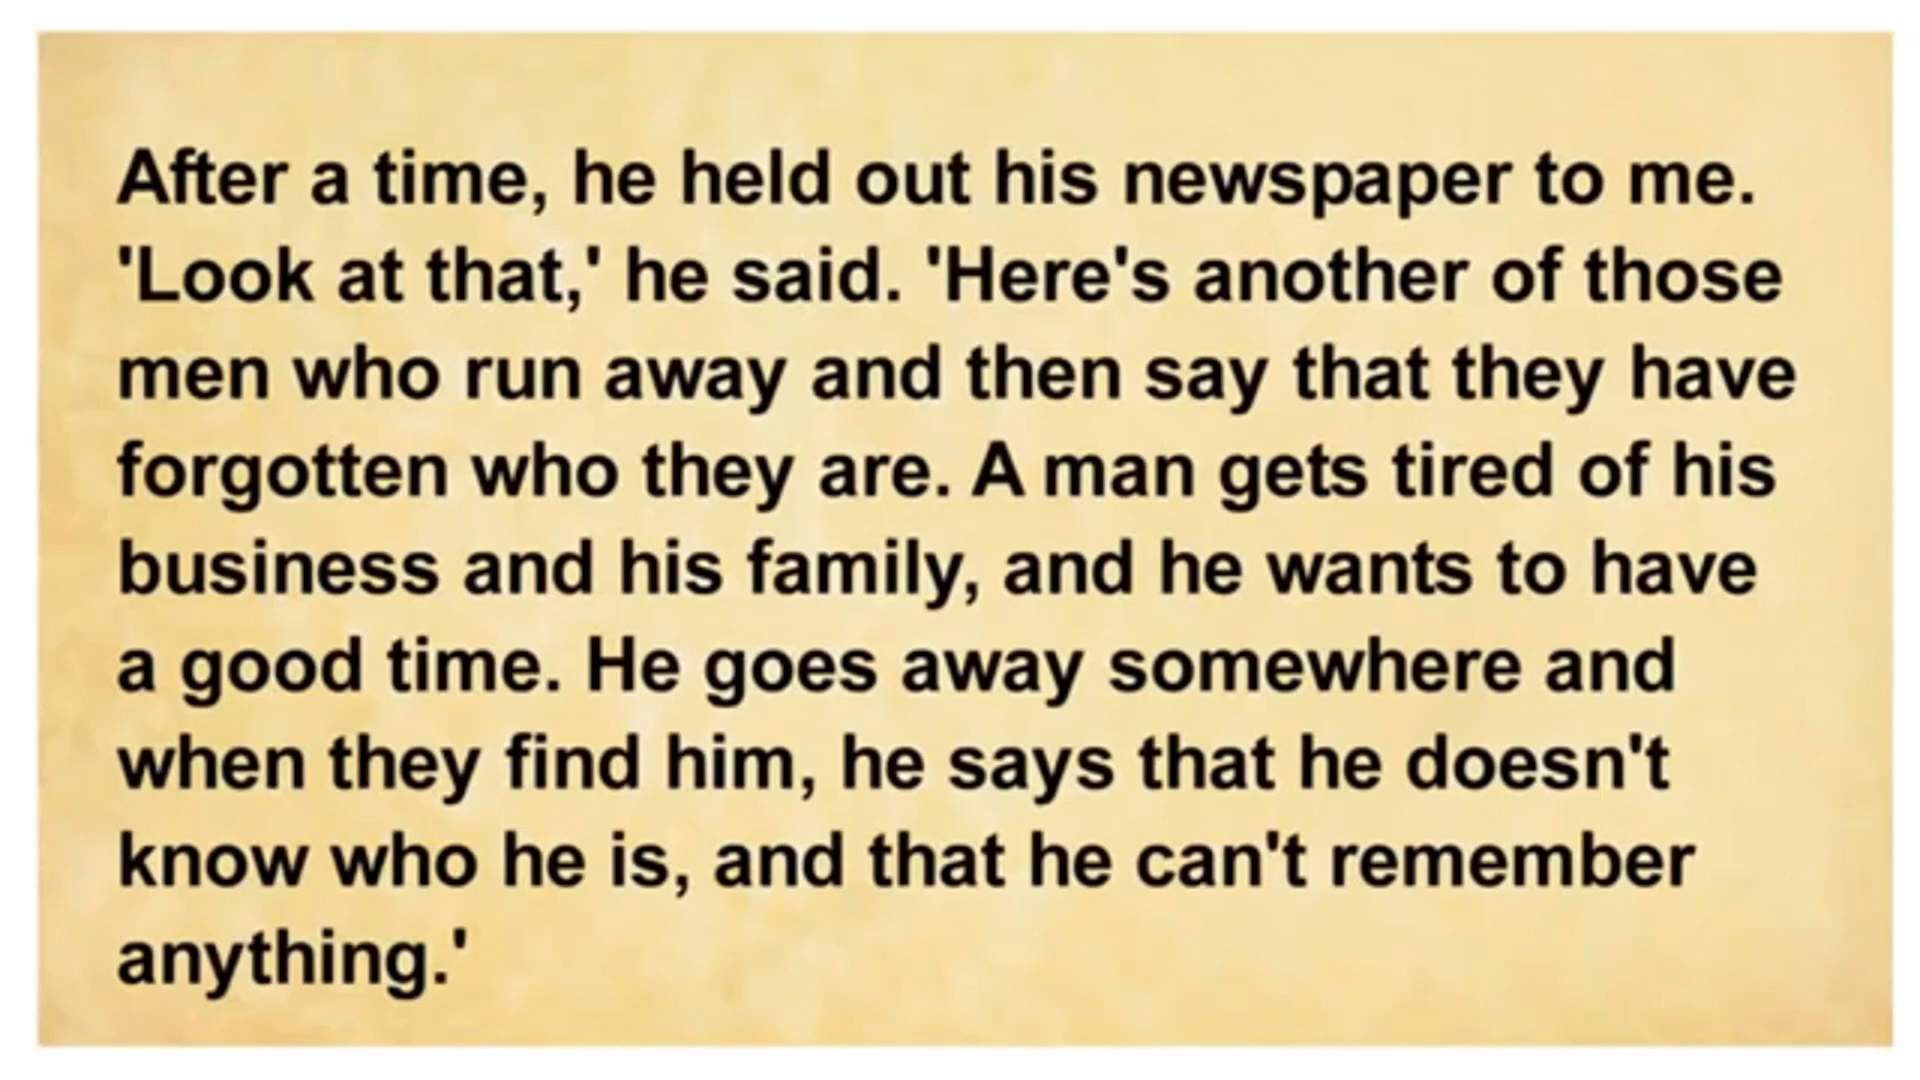 After a time, he held out his newspaper to me.
'Look at that,' he said. 'Here's another of those
men who run away and then say that they have
forgotten who they are. A man gets tired of his
business and his family, and he wants to have
a good time. He goes away somewhere and
when they find him, he says that he doesn't
know who he is, and that he can't remember
anything.'